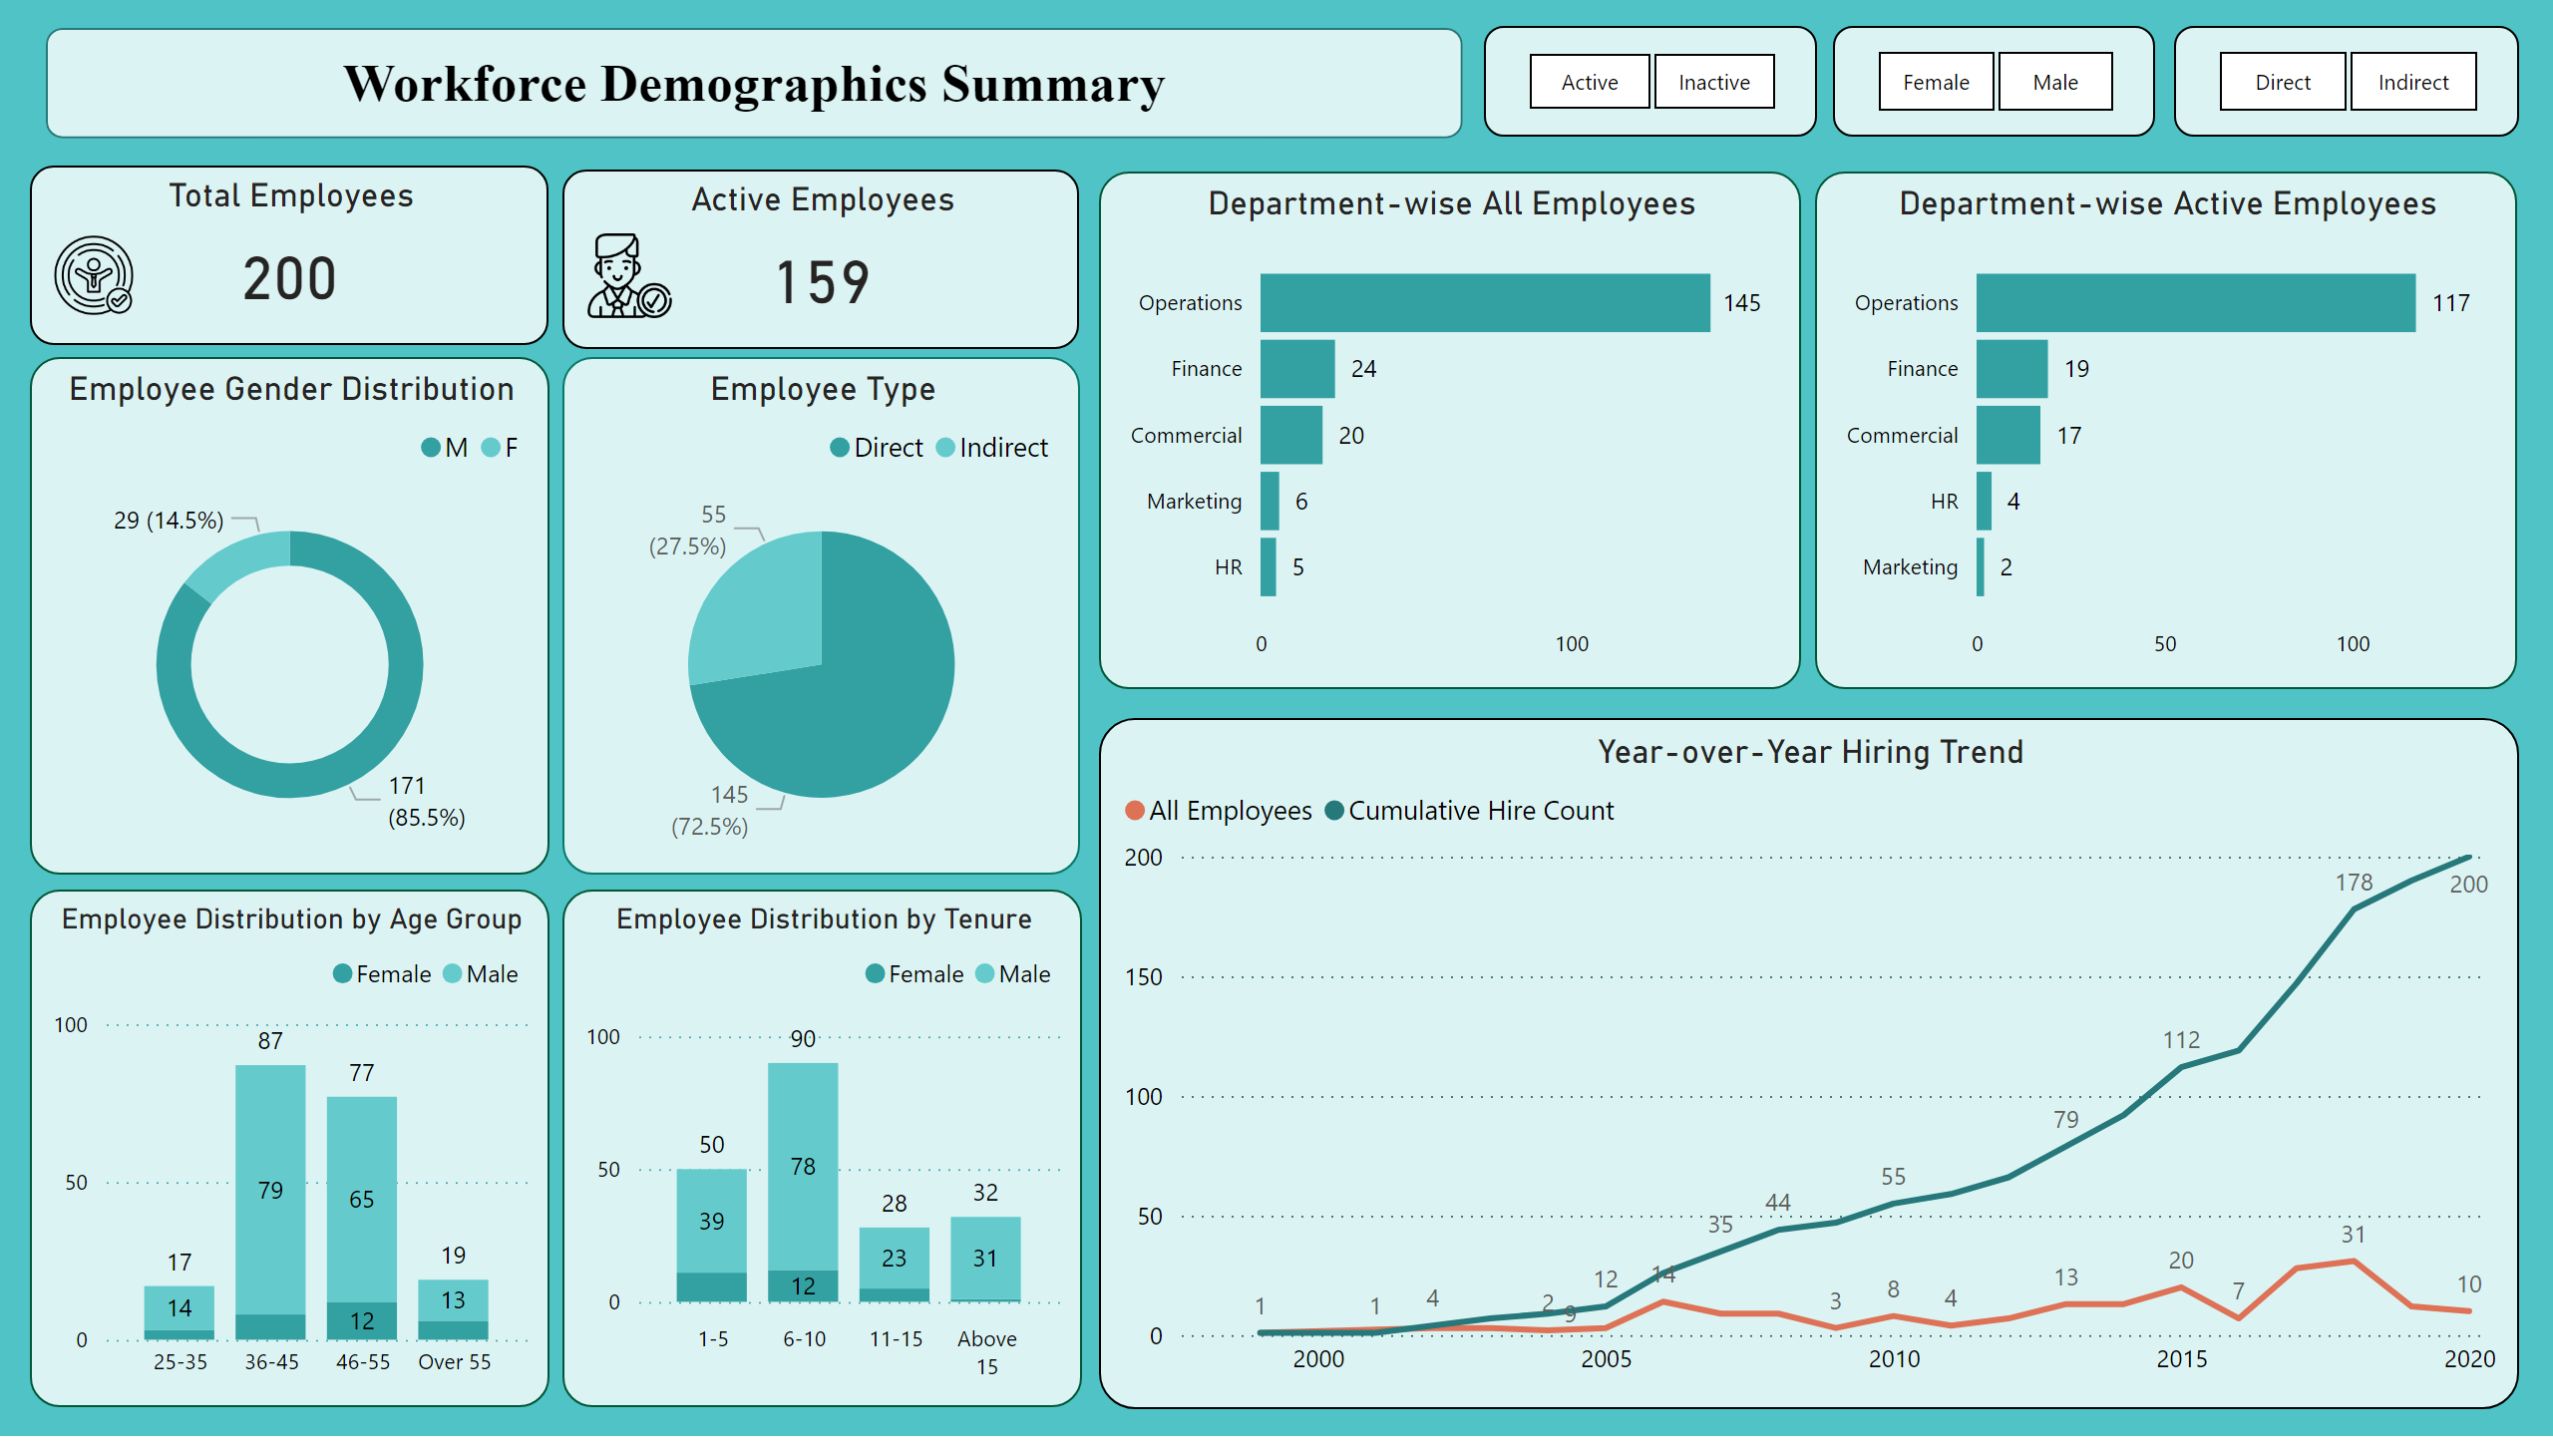 Workforce Demographics Summary
Active Inactive
Female Male
Direct Indirect
Total Employees
200
Active Employees
159
Department-wise All Employees
Operations 145
Finance 24
Commercial 20
Marketing 6
HR 5
0 100
Department-wise Active Employees
Operations 117
Finance 19
Commercial 17
HR 4
Marketing 2
0 50 100
Employee Gender Distribution
M F
29 (14.5%)
171
(85.5%)
Employee Type
Direct Indirect
55
(27.5%)
145
(72.5%)
Employee Distribution by Age Group
Female Male
100
87
77
79
50
65
19
17
14
13
12
0
25-35 36-45 46-55 Over 55
Employee Distribution by Tenure
Female Male
100
90
50
78
50
32
28
39
23
31
12
0
1-5 6-10 11-15 Above
15
Year-over-Year Hiring Trend
All Employees Cumulative Hire Count
200
178
200
150
112
100
79
55
44
50
35
31
20
14
12
13
10
7
8
4
4
3
2
1
1
9
0
2000 2005 2010 2015 2020